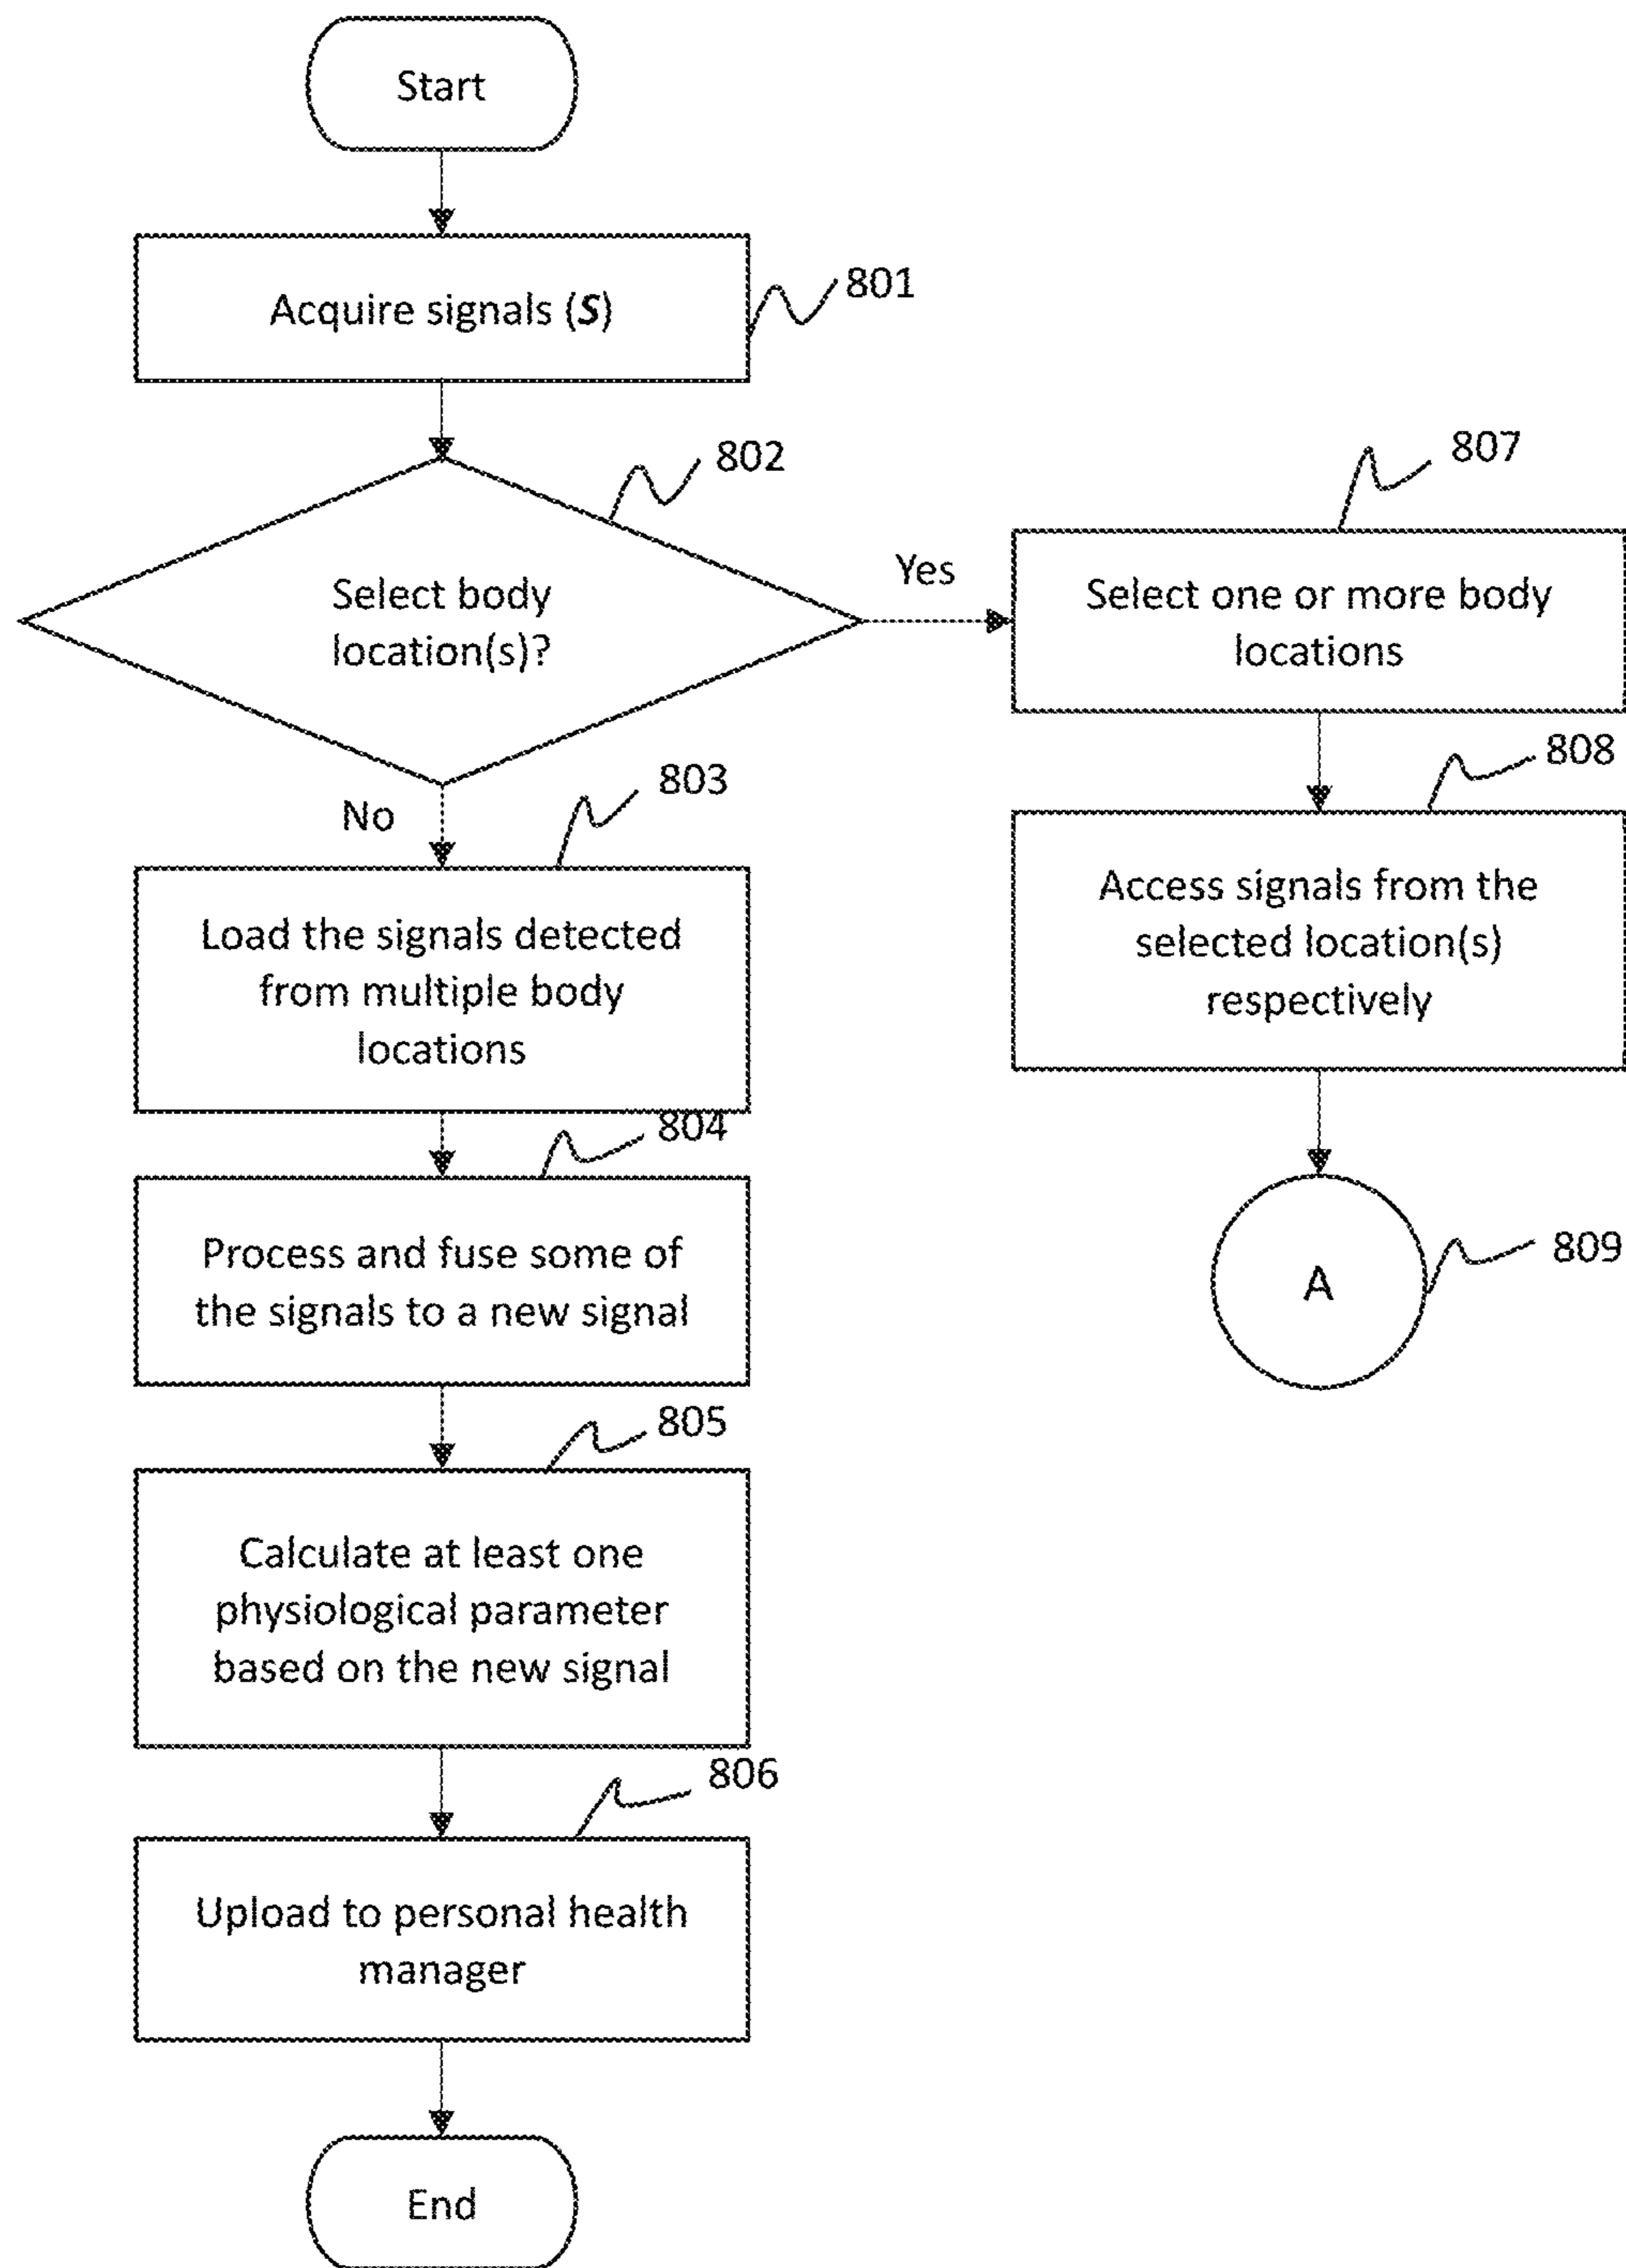 Start
Acquire signals (S)
801
Select body
location(s)?
802
Yes
No
Load the signals detected
from multiple body
locations
803
Process and fuse some of
the signals to a new signal
804
Calculate at least one
physiological parameter
based on the new signal
805
Upload to personal health
manager
806
End
Select one or more body
locations
807
Access signals from the
selected location(s)
respectively
808
A
809